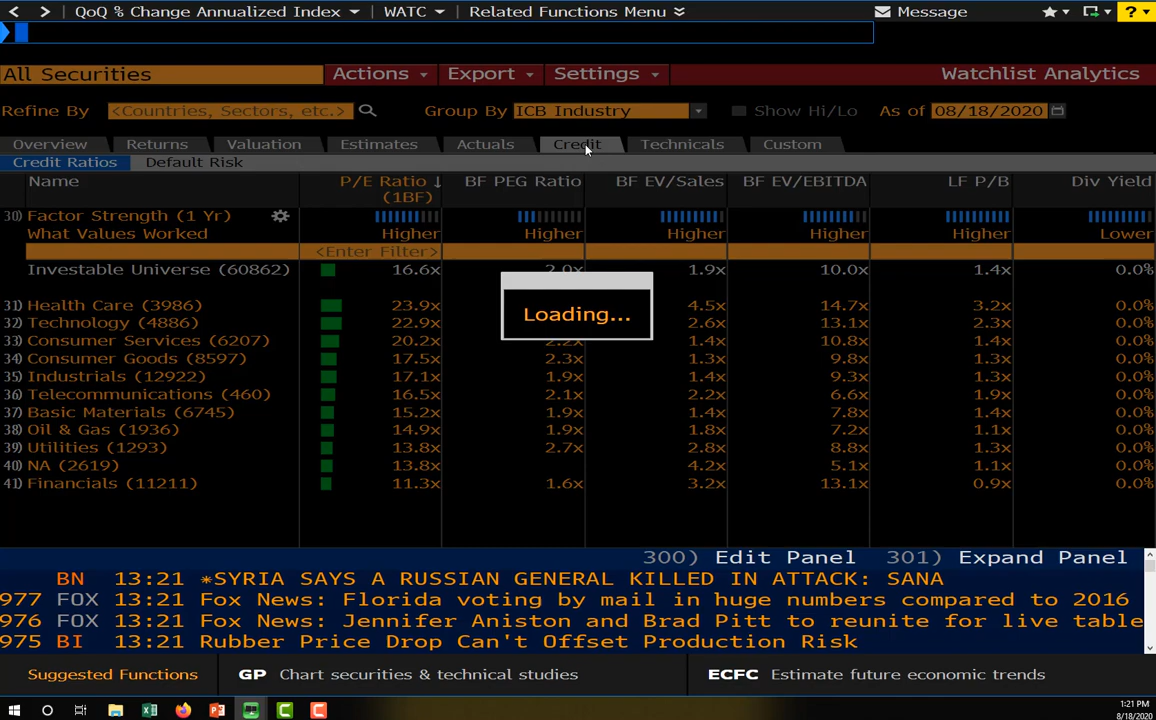 QoQ % Change Annualized Index WATC Related Functions Menu Message ?
All Securities Actions Export Settings Watchlist Analytics
Refine By <Countries, Sectors, etc.> Group By ICB Industry Show Hi/Lo As of 08/18/2020
Overview Returns Valuation Estimates Actuals Credit Technicals Custom
Credit Ratios Default Risk
Name P/E Ratio ↓ BF PEG Ratio BF EV/Sales BF EV/EBITDA LF P/B Div Yield
(1BF)
30) Factor Strength (1 Yr)
What Values Worked Higher Higher Higher Higher Higher Lower
<Enter Filter>
Investable Universe (60862) 16.6x 2.0x 1.9x 10.0x 1.4x 0.0%
31) Health Care (3986) 23.9x 4.5x 14.7x 3.2x 0.0%
32) Technology (4886) 22.9x 2.6x 13.1x 2.3x 0.0%
Loading...
33) Consumer Services (6207) 20.2x 2.2x 1.4x 10.8x 1.4x 0.0%
34) Consumer Goods (8597) 17.5x 2.3x 1.3x 9.8x 1.3x 0.0%
35) Industrials (12922) 17.1x 1.9x 1.4x 9.3x 1.3x 0.0%
36) Telecommunications (460) 16.5x 2.1x 2.2x 6.6x 1.9x 0.0%
37) Basic Materials (6745) 15.2x 1.9x 1.4x 7.8x 1.4x 0.0%
38) Oil & Gas (1936) 14.9x 1.9x 1.8x 7.2x 1.1x 0.0%
39) Utilities (1293) 13.8x 2.7x 2.8x 8.8x 1.3x 0.0%
40) NA (2619) 13.8x 4.2x 5.1x 1.1x 0.0%
41) Financials (11211) 11.3x 1.6x 3.2x 13.1x 0.9x 0.0%
300) Edit Panel 301) Expand Panel
BN 13:21 *SYRIA SAYS A RUSSIAN GENERAL KILLED IN ATTACK: SANA
977 FOX 13:21 Fox News: Florida voting by mail in huge numbers compared to 2016
976 FOX 13:21 Fox News: Jennifer Aniston and Brad Pitt to reunite for live table
975 BI 13:21 Rubber Price Drop Can't Offset Production Risk
Suggested Functions GP Chart securities & technical studies ECFC Estimate future economic trends
1:21 PM
8/18/2020